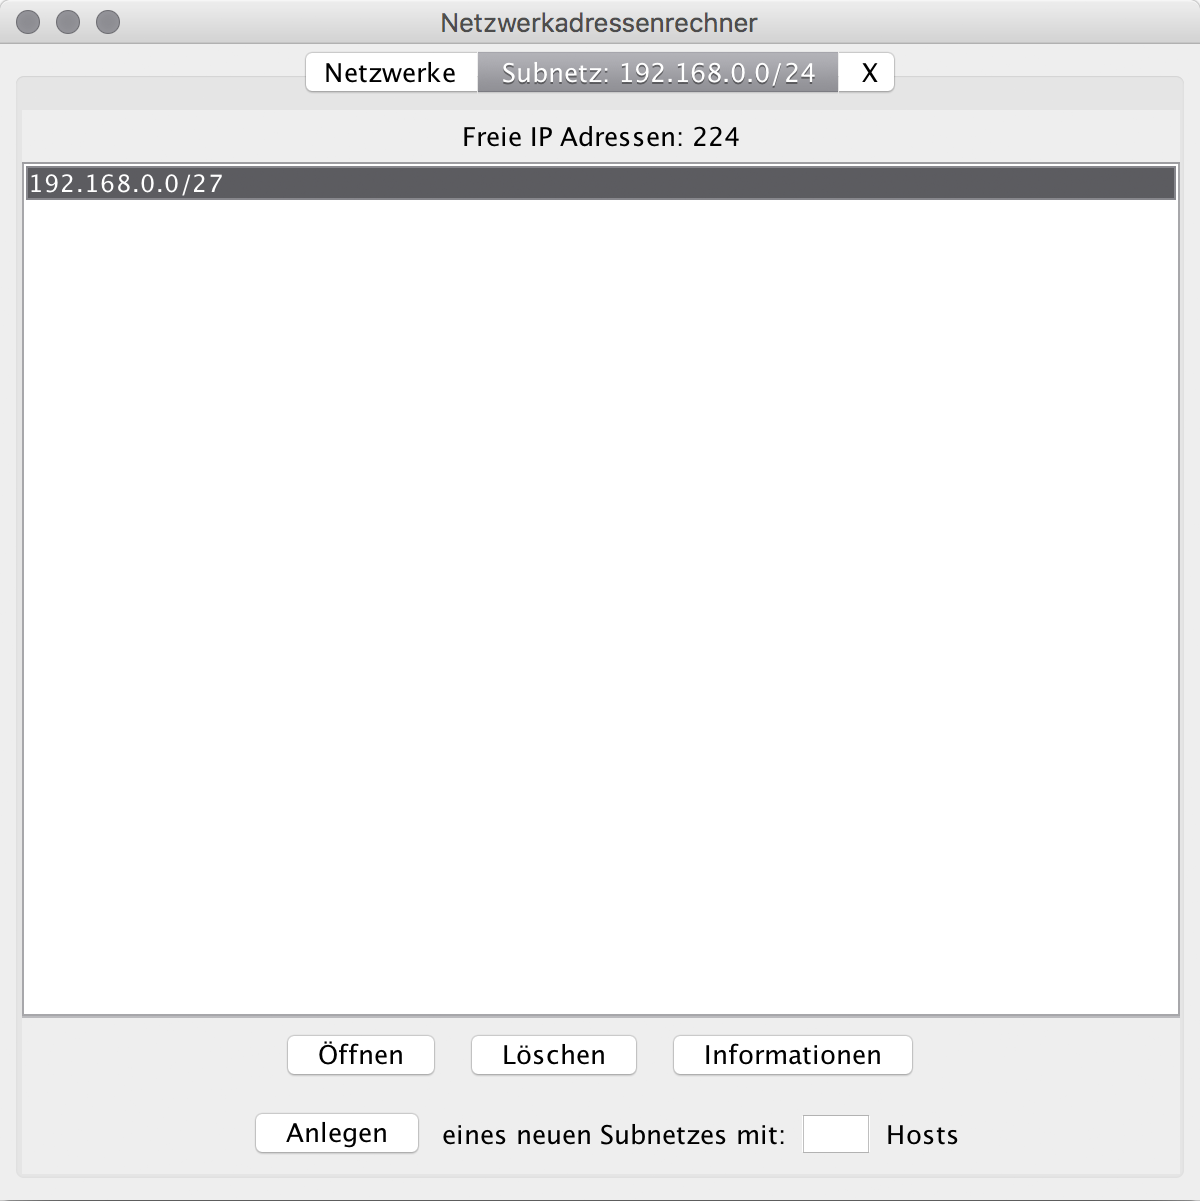 Netzwerkadressenrechner
Netzwerke Subnetz: 192.168.0.0/24 X
Freie IP Adressen: 224
192.168.0.0/27
Öffnen Löschen Informationen
Anlegen eines neuen Subnetzes mit: Hosts